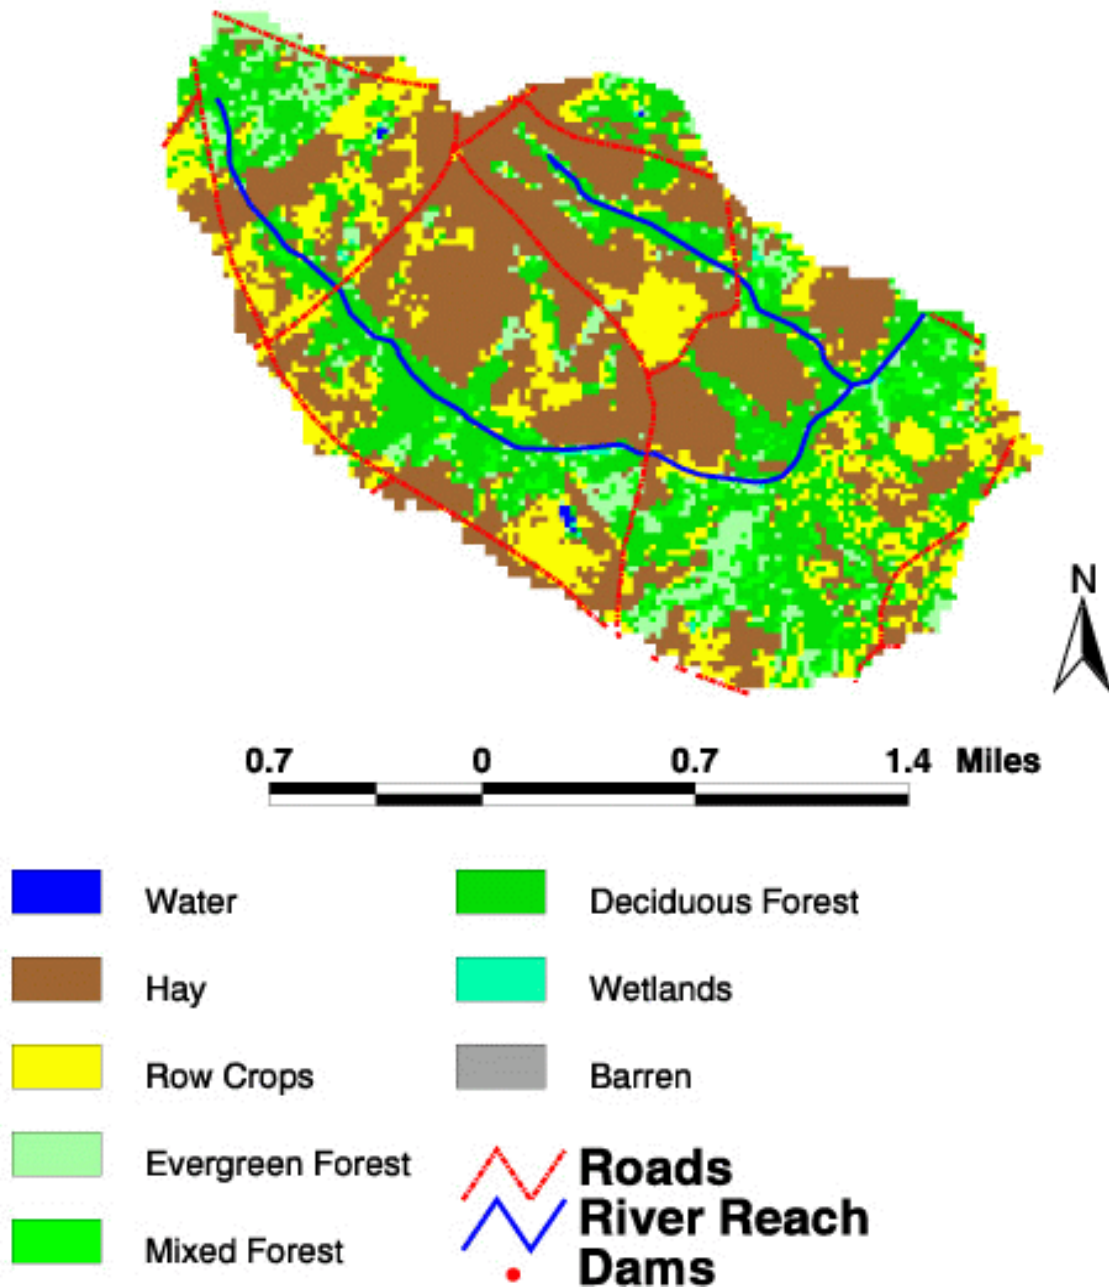 N
0.7 0 0.7 1.4 Miles
Water
Hay
Row Crops
Evergreen Forest
Mixed Forest
Deciduous Forest
Wetlands
Barren
Roads
River Reach
Dams